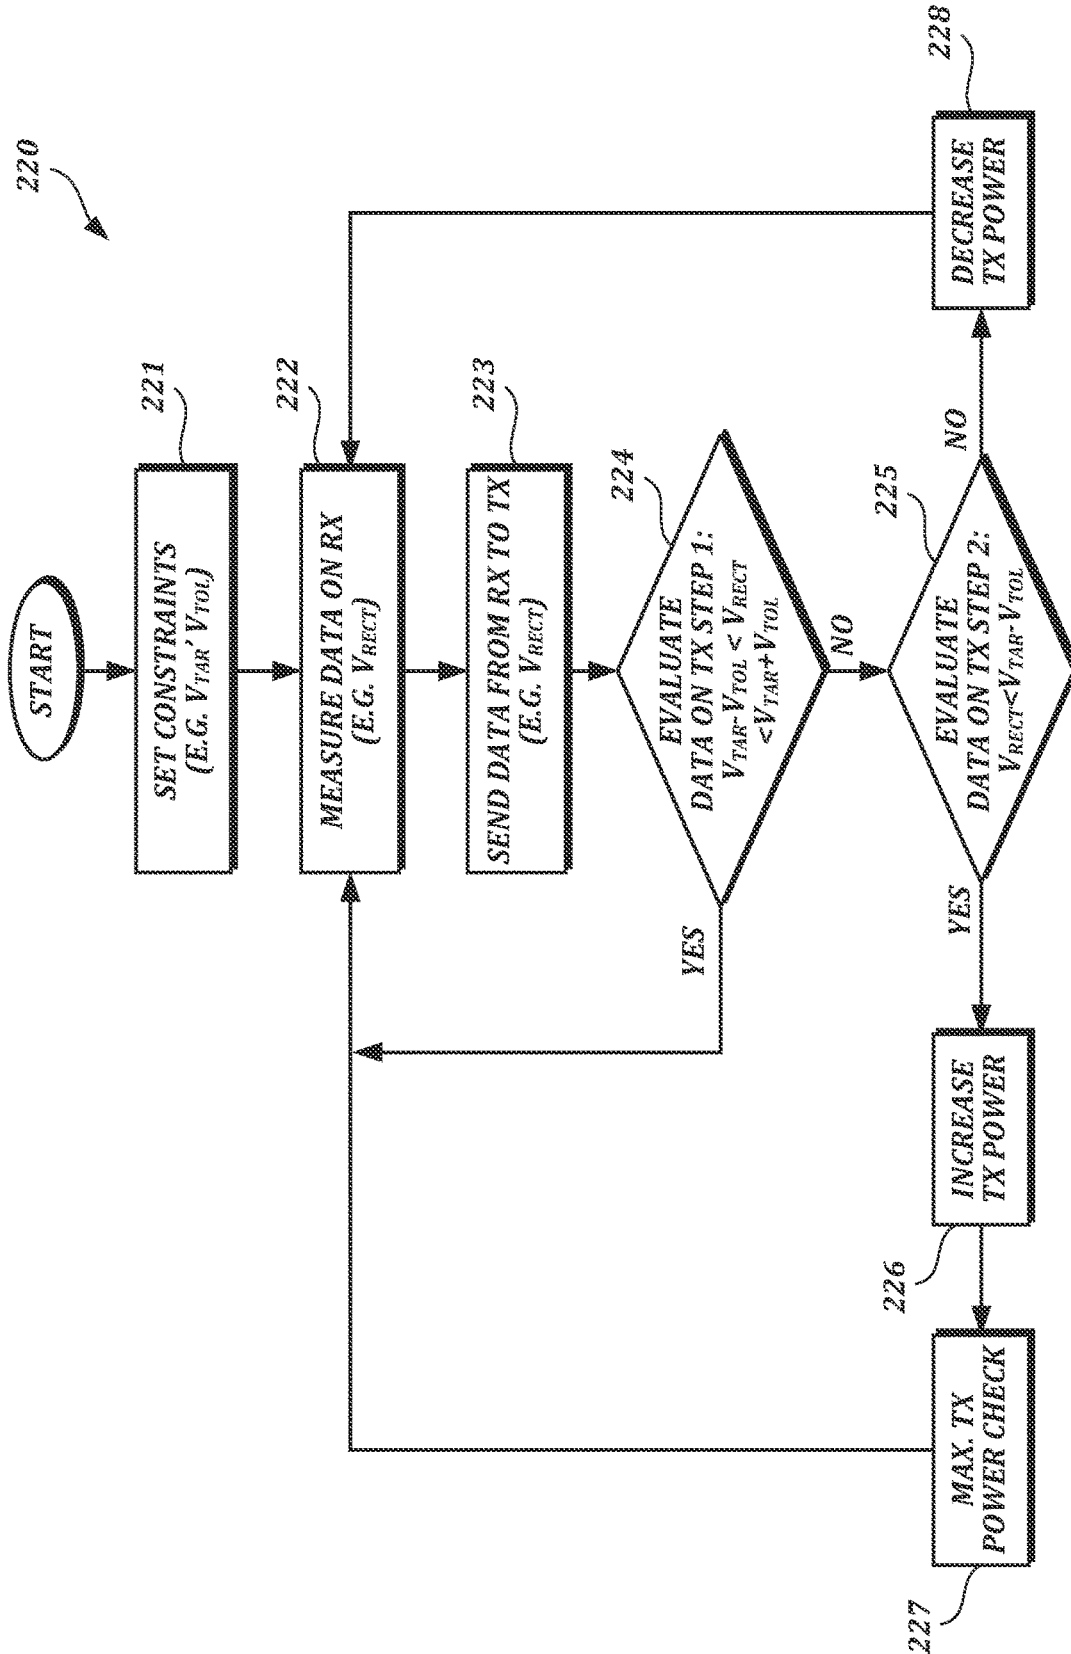 220
START
SET CONSTRAINTS
(E.G. VTAR' VTOL)
221
MEASURE DATA ON RX
(E.G. VRECT)
222
SEND DATA FROM RX TO TX
(E.G. VRECT)
223
EVALUATE
DATA ON TX STEP 1:
VTAR-VTOL < VRECT
<VTAR+VTOL
224
YES
NO
EVALUATE
DATA ON TX STEP 2:
VRECT<VTAR-VTOL
225
YES
NO
INCREASE
TX POWER
226
MAX. TX
POWER CHECK
227
DECREASE
TX POWER
228